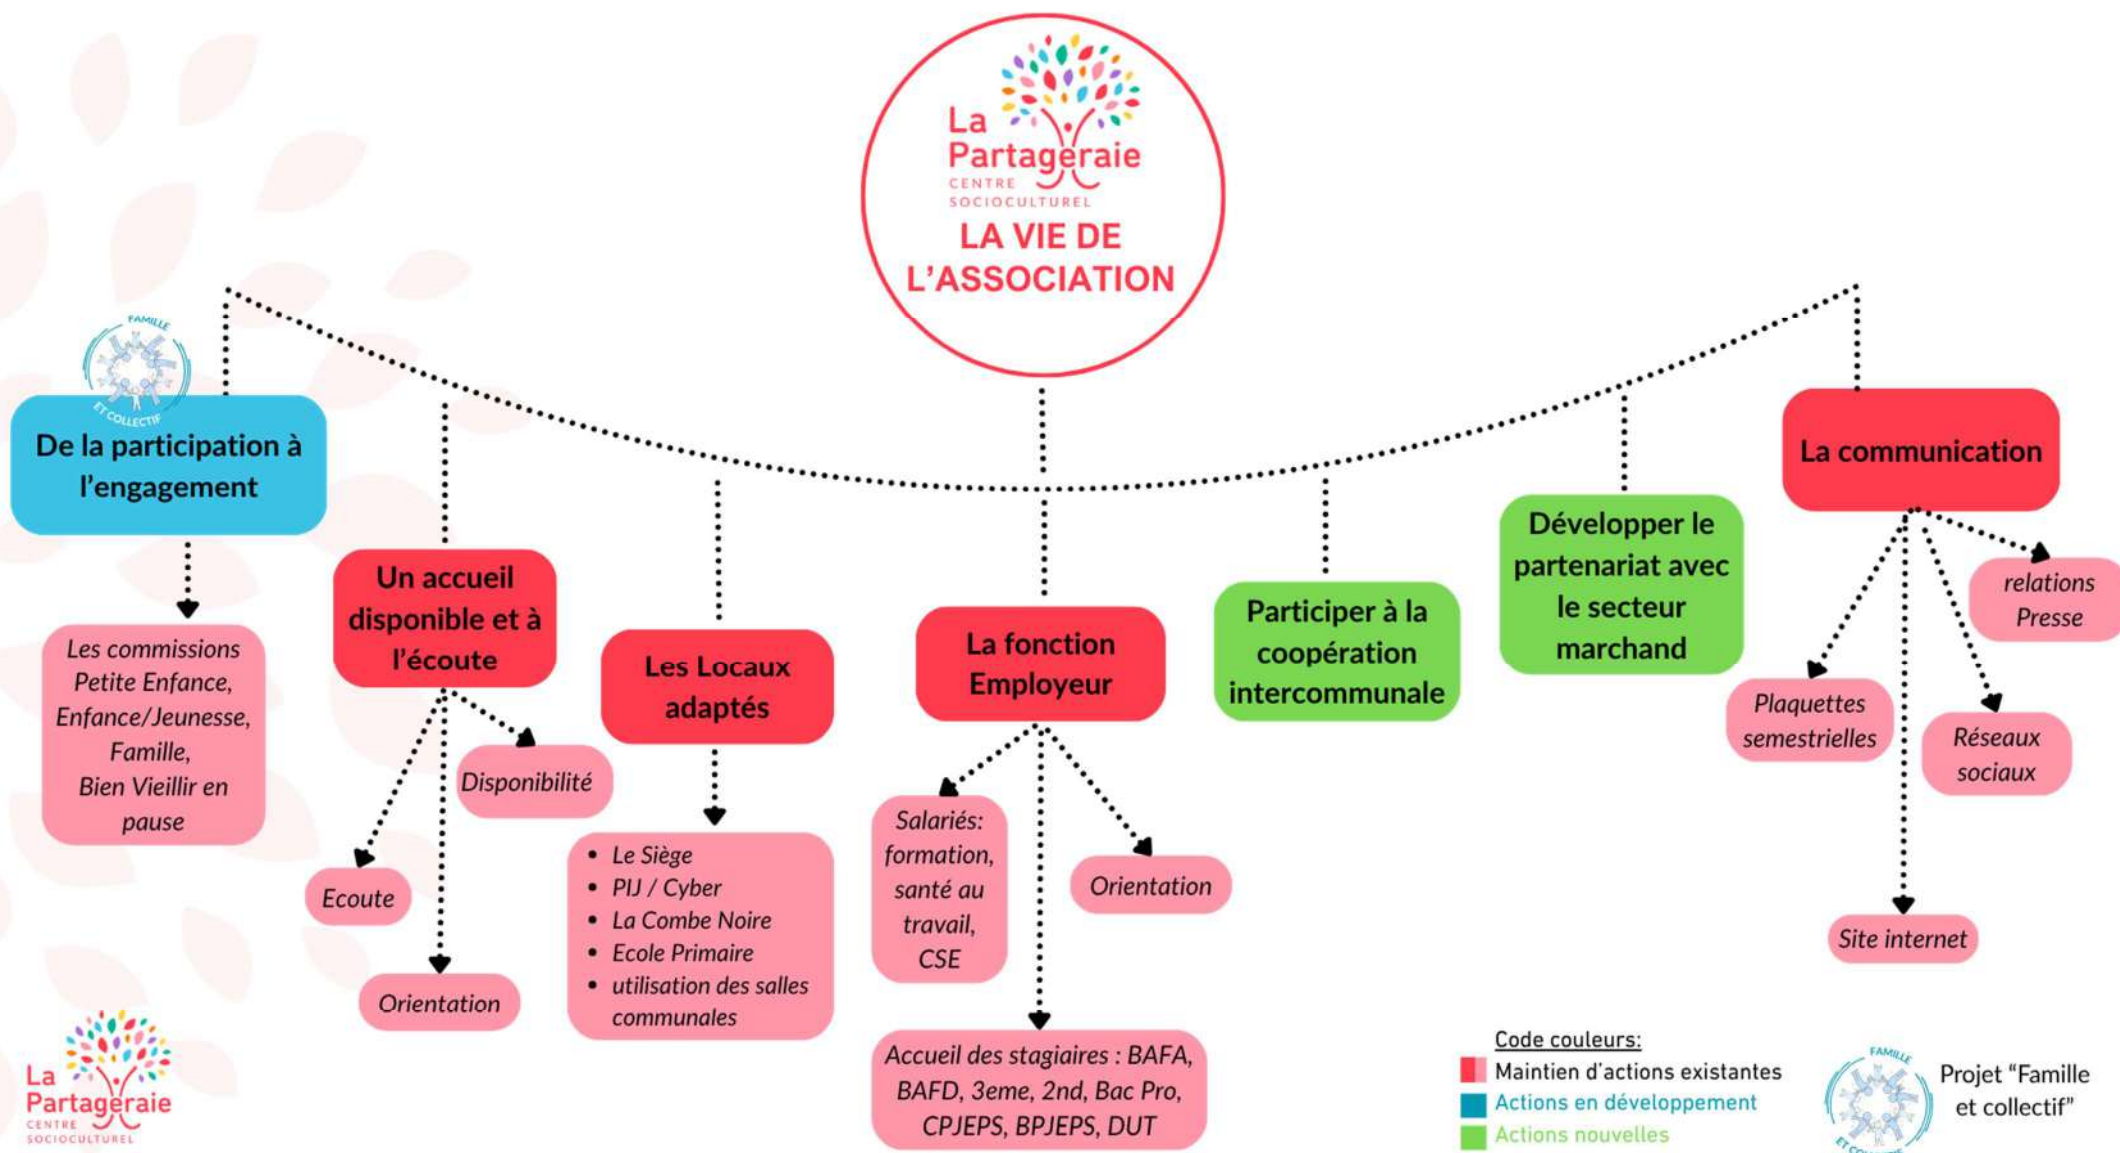 La
Partageraie
CENTRE
SOCIOCULTUREL
LA VIE DE
L'ASSOCIATION
FAMILLE
ET COLLECTIF
De la participation à
l'engagement
Les commissions
Petite Enfance,
Enfance/Jeunesse,
Famille,
Bien Vieillir en
pause
Un accueil
disponible et à
l'écoute
Disponibilité
Ecoute
Orientation
Les Locaux
adaptés
• Le Siège
• PIJ / Cyber
• La Combe Noire
• Ecole Primaire
• utilisation des salles
communales
La fonction
Employeur
Salariés:
formation,
santé au
travail,
CSE
Orientation
Accueil des stagiaires : BAFA,
BAFD, 3eme, 2nd, Bac Pro,
CPJEPS, BPJEPS, DUT
Participer à la
coopération
intercommunale
Développer le
partenariat avec
le secteur
marchand
La communication
relations
Presse
Plaquettes
semestrielles
Réseaux
sociaux
Site internet
La
Partageraie
CENTRE
SOCIOCULTUREL
Code couleurs:
Maintien d'actions existantes
Actions en développement
Actions nouvelles
FAMILLE
Projet “Famille
et collectif”